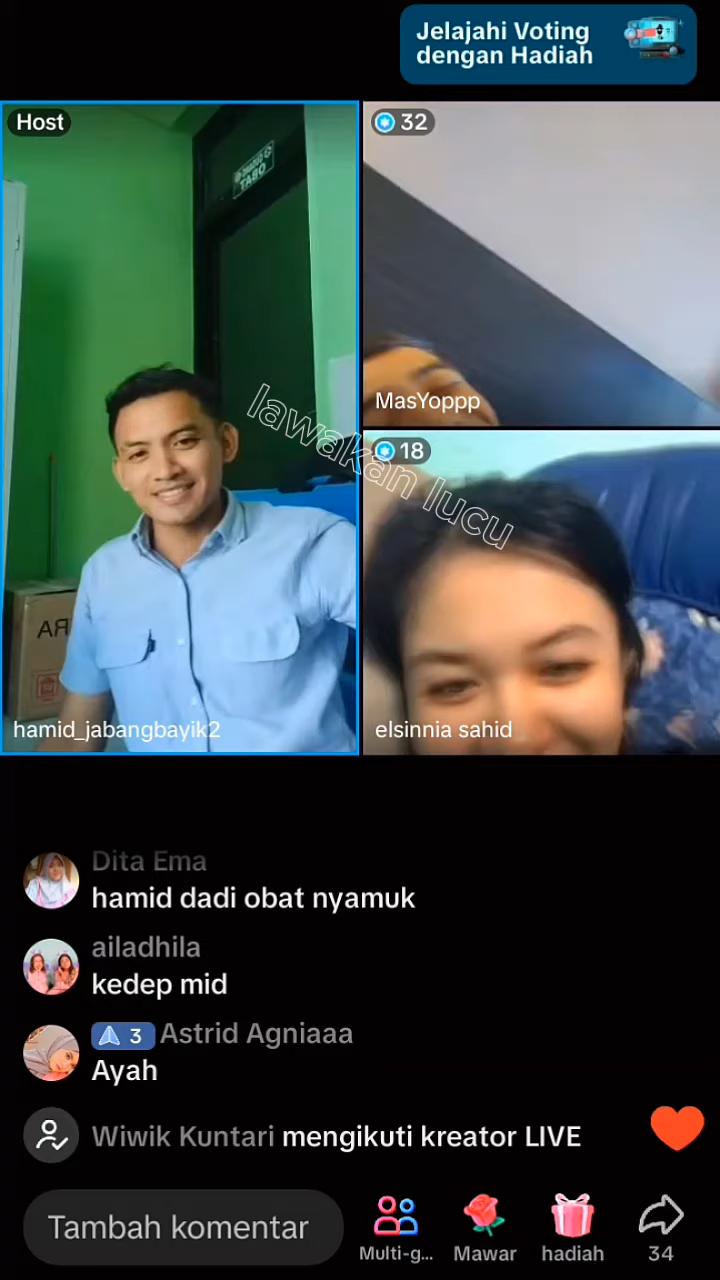 Jelajahi Voting
dengan Hadiah
Host
32
TABO
lawakan lucu
MasYoppp
18
hamid_jabangbayik2
elsinnia sahid
Dita Ema
hamid dadi obat nyamuk
ailadhila
kedep mid
3 Astrid Agniaaa
Ayah
Wiwik Kuntari mengikuti kreator LIVE
Tambah komentar
Multi-g...
Mawar
hadiah
34